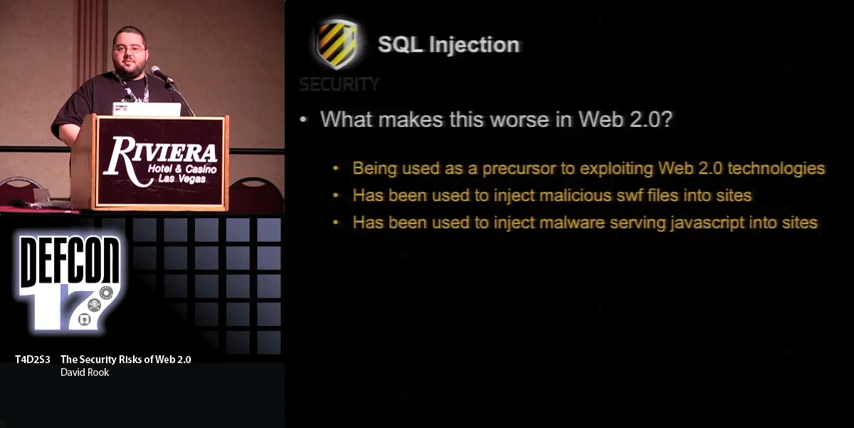 SQL Injection
SECURITY
• What makes this worse in Web 2.0?
• Being used as a precursor to exploiting Web 2.0 technologies
• Has been used to inject malicious swf files into sites
• Has been used to inject malware serving javascript into sites
RIVIERA
Hotel & Casino
Las Vegas
DEFCON
17
T4D2S3 The Security Risks of Web 2.0
David Rook